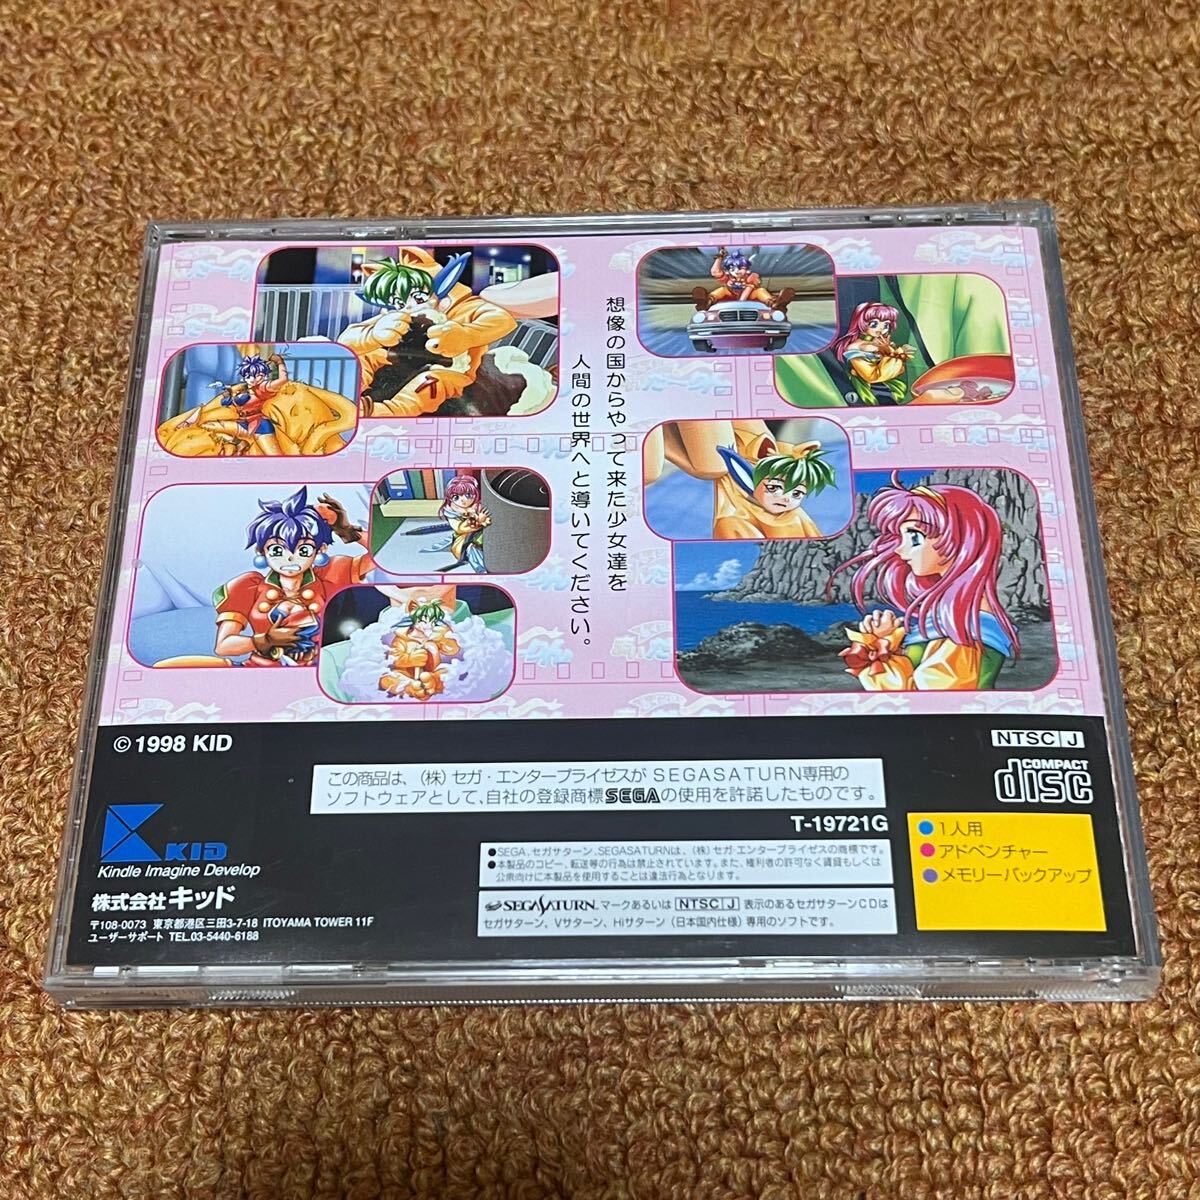 想像の国からやって来た少女達を
人間の世界へと導いてください。
© 1998 KID
NTSC J
この商品は、(株)セガ・エンタープライゼスが SEGASATURN専用の
ソフトウェアとして、自社の登録商標SEGAの使用を許諾したものです。
COMPACT
disc
T-19721G
KID
Kindle Imagine Develop
株式会社キッド
〒108-0073 東京都港区三田3-7-18 ITOYAMA TOWER 11F
ユーザーサポート TEL.03-5440-6188
●SEGA、セガサターン、SEGASATURNは、(株)セガ・エンタープライゼスの商標です。
●本製品のコピー、転送等の行為は禁止されています。また、権利者の許可なく賃貸もしくは
公衆向けに本製品を使用することは違法行為となります。
SEGASATURN. マークあるいは NTSC J 表示のあるセガサターンCDは
セガサターン、Vサターン、Hiサターン(日本国内仕様)専用のソフトです。
●1人用
●アドベンチャー
●メモリーバックアップ